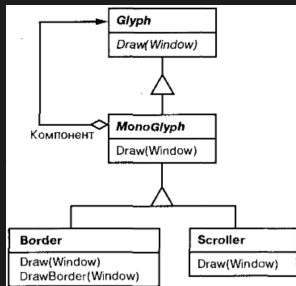 Glyph
Draw(Window)
Компонент
MonoGlyph
Draw(Window)
Border
Draw(Window)
DrawBorder(Window)
Scroller
Draw(Window)